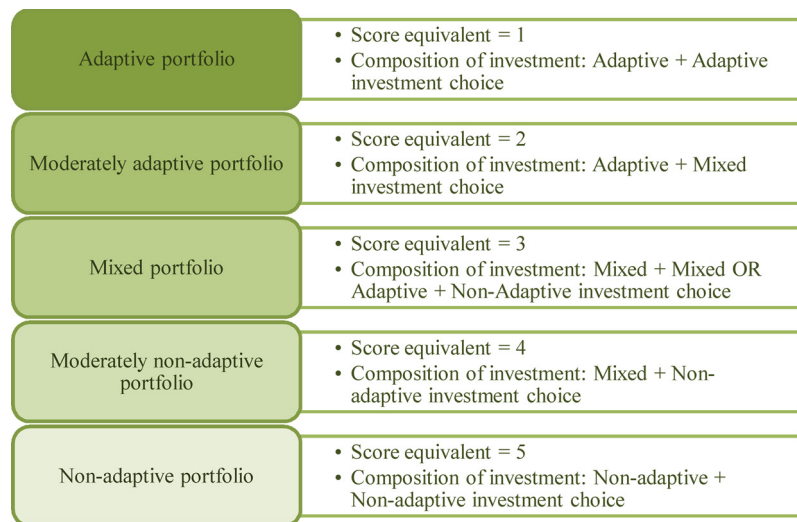 Adaptive portfolio
• Score equivalent = 1
• Composition of investment: Adaptive + Adaptive
investment choice
Moderately adaptive portfolio
• Score equivalent = 2
• Composition of investment: Adaptive + Mixed
investment choice
Mixed portfolio
• Score equivalent = 3
• Composition of investment: Mixed + Mixed OR
Adaptive + Non-Adaptive investment choice
Moderately non-adaptive
portfolio
• Score equivalent = 4
• Composition of investment: Mixed + Non-
adaptive investment choice
Non-adaptive portfolio
• Score equivalent = 5
• Composition of investment: Non-adaptive +
Non-adaptive investment choice